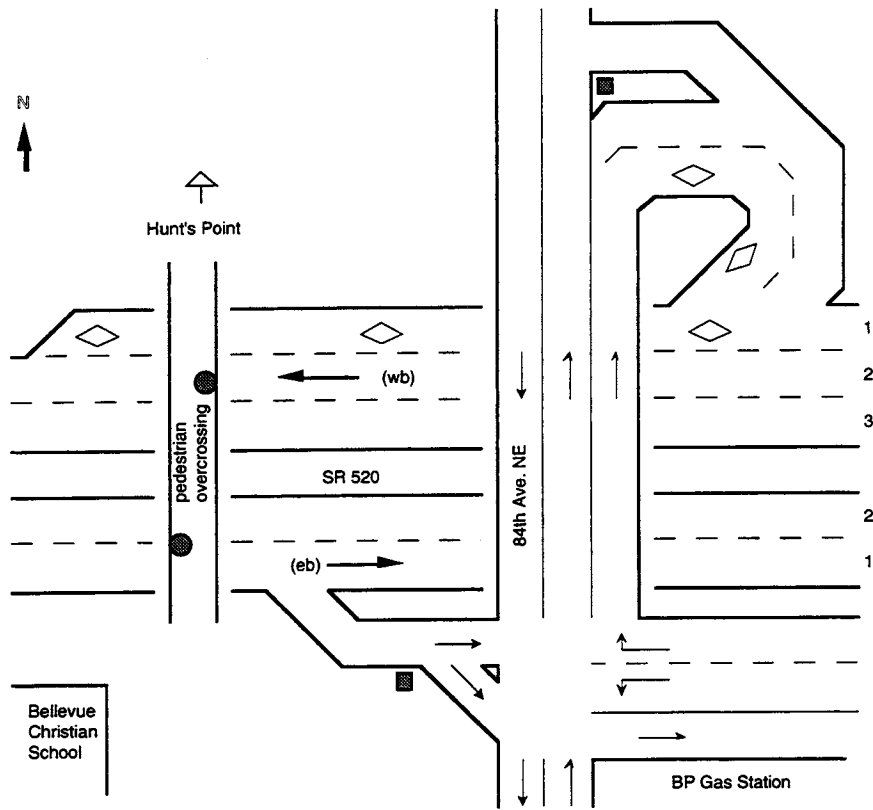 N
Hunt's Point
1
(wb)
2
3
pedestrian
overcrossing
SR 520
84th Ave. NE
2
(eb)
1
Bellevue
Christian
School
BP Gas Station